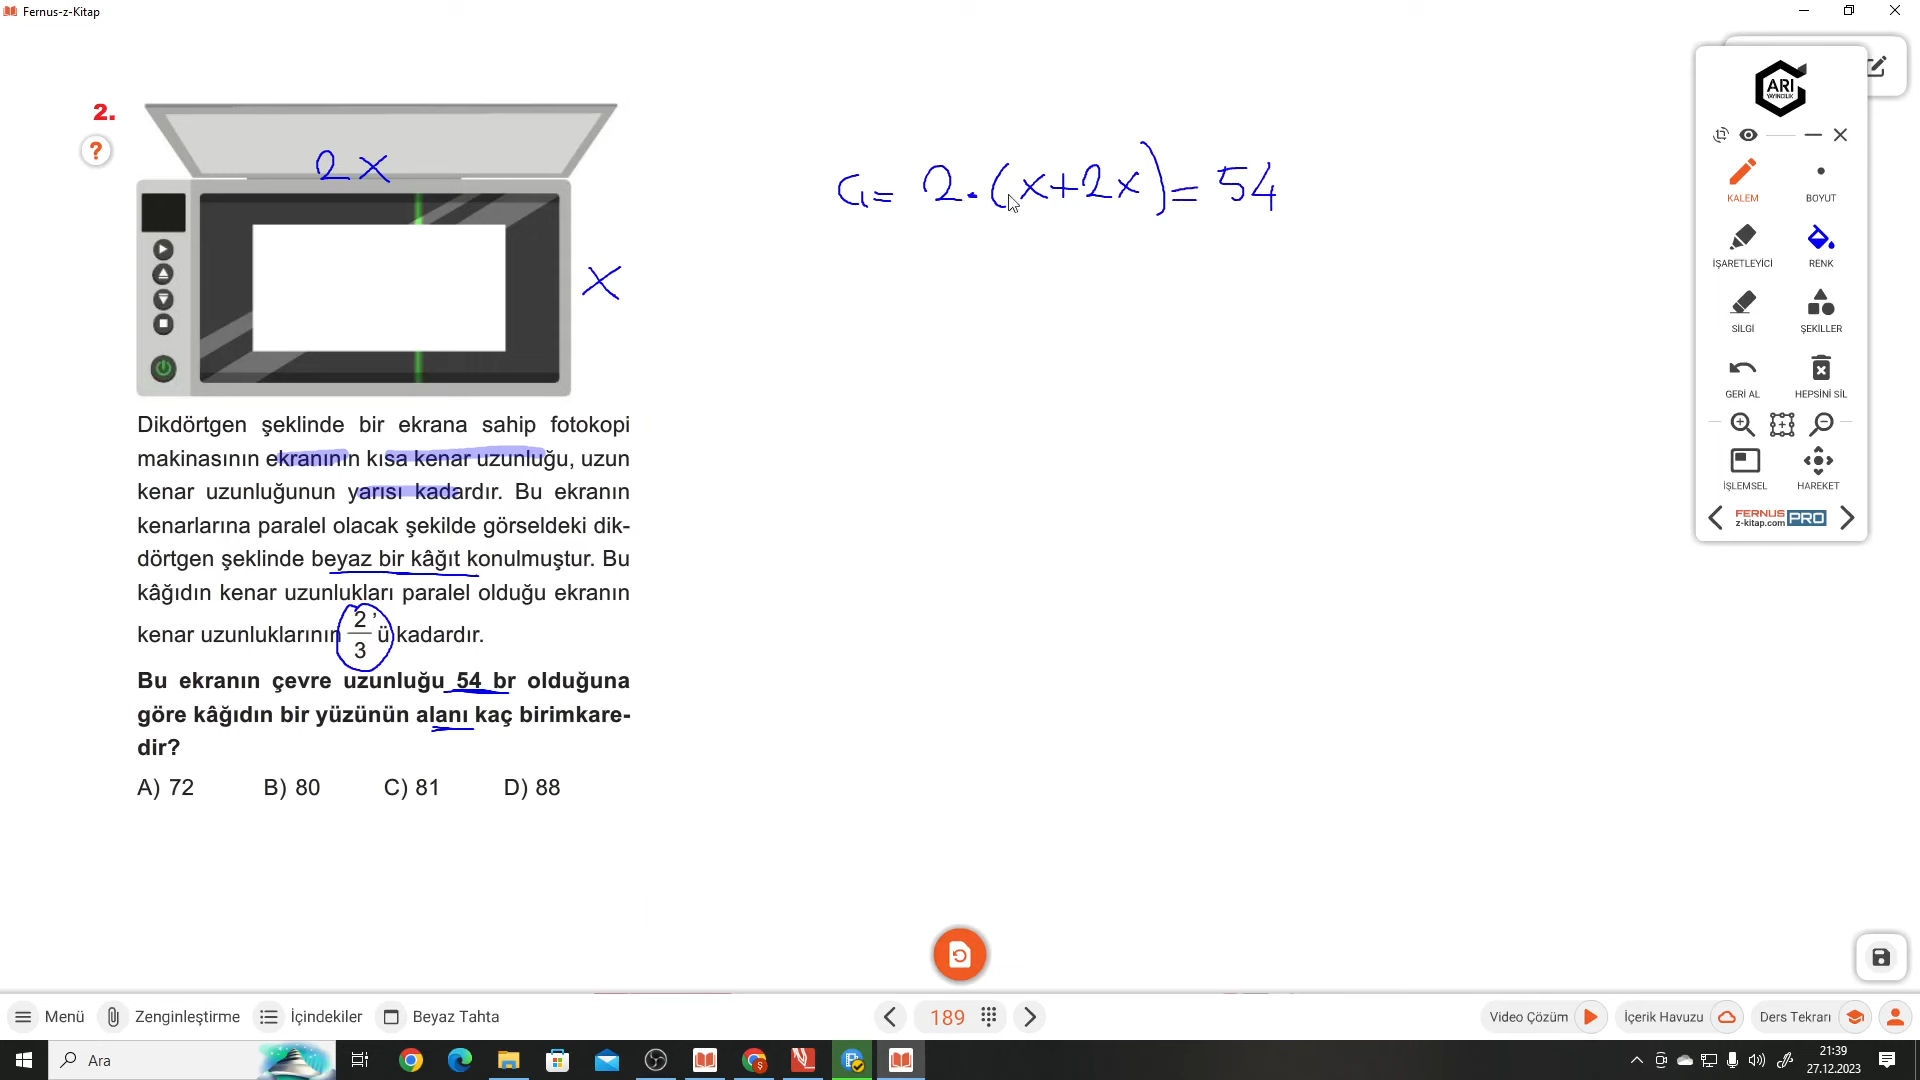 Fernus-z-Kitap
2.
?
2x
x
Ç= 2.(x+2x)= 54
Dikdörtgen şeklinde bir ekrana sahip fotokopi
makinasının ekranının kısa kenar uzunluğu, uzun
kenar uzunluğunun yarısı kadardır. Bu ekranın
kenarlarına paralel olacak şekilde görseldeki dik-
dörtgen şeklinde beyaz bir kâğıt konulmuştur. Bu
kâğıdın kenar uzunlukları paralel olduğu ekranın
kenar uzunluklarının 2/3'ü kadardır.
Bu ekranın çevre uzunluğu 54 br olduğuna
göre kâğıdın bir yüzünün alanı kaç birimkare-
dir?
A) 72 B) 80 C) 81 D) 88
ARI
YAYINCILIK
KALEM BOYUT
İŞARETLEYİCİ RENK
SİLGİ ŞEKİLLER
GERİ AL HEPSİNİ SİL
İŞLEMSEL HAREKET
FERNUS
z-kitap.com PRO
Menü Zenginleştirme İçindekiler Beyaz Tahta 189 Video Çözüm İçerik Havuzu Ders Tekrarı
Ara
21:39
27.12.2023